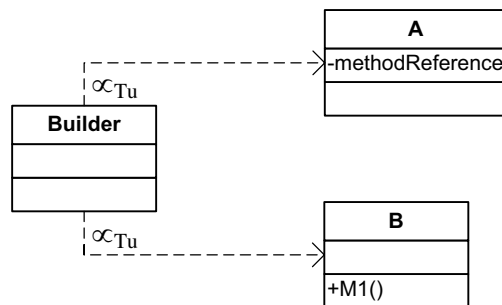 A
-methodReference
∝Tu
Builder
∝Tu
B
+M1()